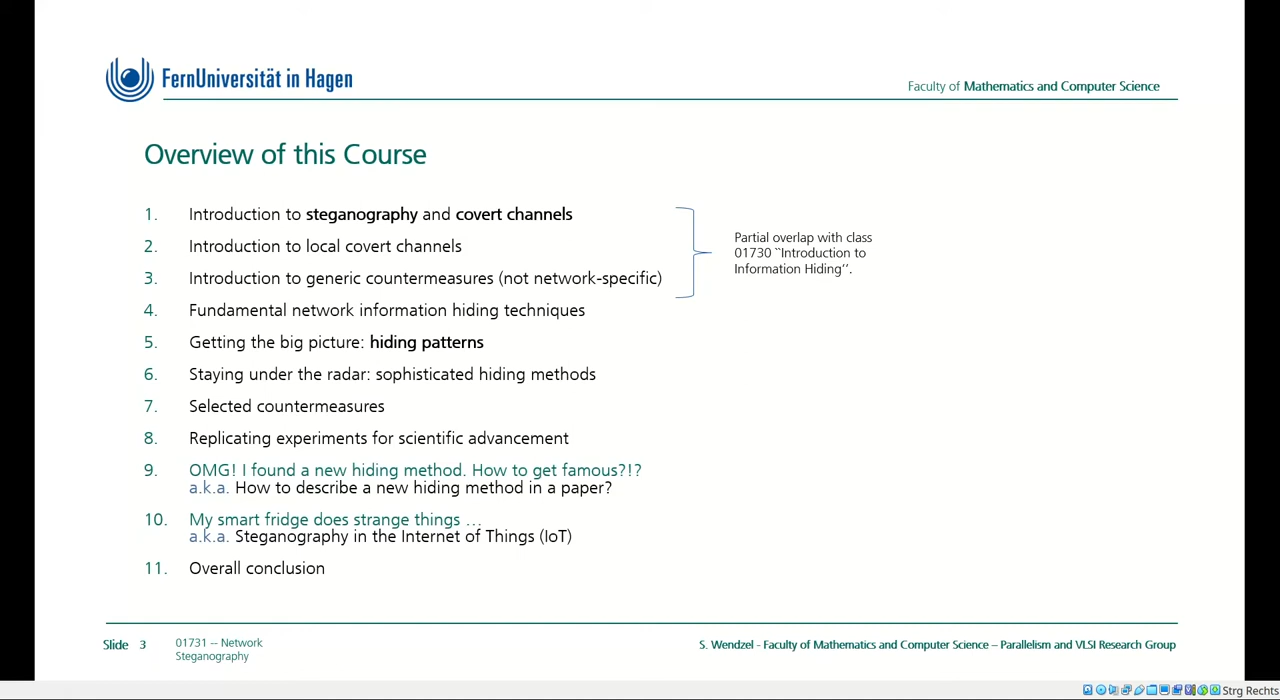 FernUniversität in Hagen
Faculty of Mathematics and Computer Science
Overview of this Course
1. Introduction to steganography and covert channels
2. Introduction to local covert channels
3. Introduction to generic countermeasures (not network-specific)
Partial overlap with class
01730 ``Introduction to
Information Hiding´´.
4. Fundamental network information hiding techniques
5. Getting the big picture: hiding patterns
6. Staying under the radar: sophisticated hiding methods
7. Selected countermeasures
8. Replicating experiments for scientific advancement
9. OMG! I found a new hiding method. How to get famous?!?
a.k.a. How to describe a new hiding method in a paper?
10. My smart fridge does strange things …
a.k.a. Steganography in the Internet of Things (IoT)
11. Overall conclusion
Slide 3
01731 -- Network
Steganography
S. Wendzel - Faculty of Mathematics and Computer Science – Parallelism and VLSI Research Group
Strg Rechts